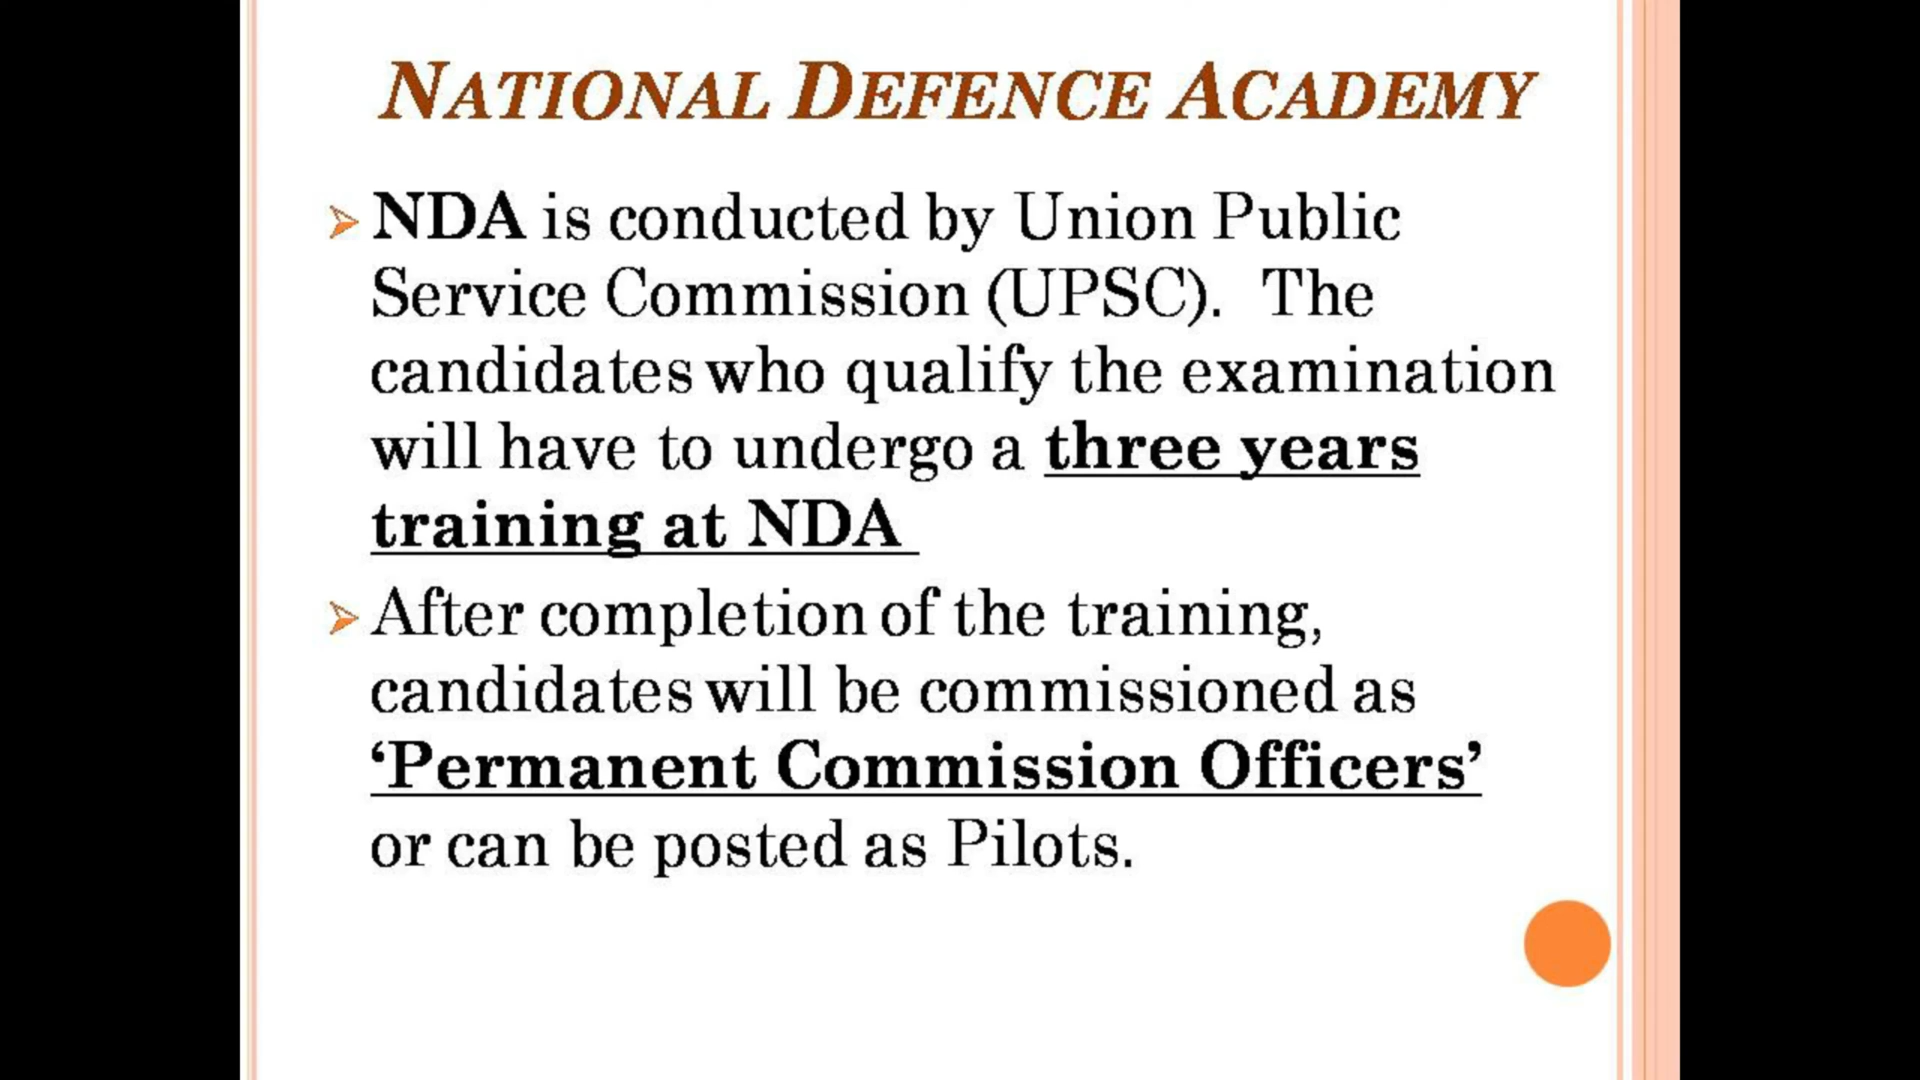 NATIONAL DEFENCE ACADEMY
NDA is conducted by Union Public
Service Commission (UPSC). The
candidates who qualify the examination
will have to undergo a three years
training at NDA
After completion of the training,
candidates will be commissioned as
‘Permanent Commission Officers’
or can be posted as Pilots.